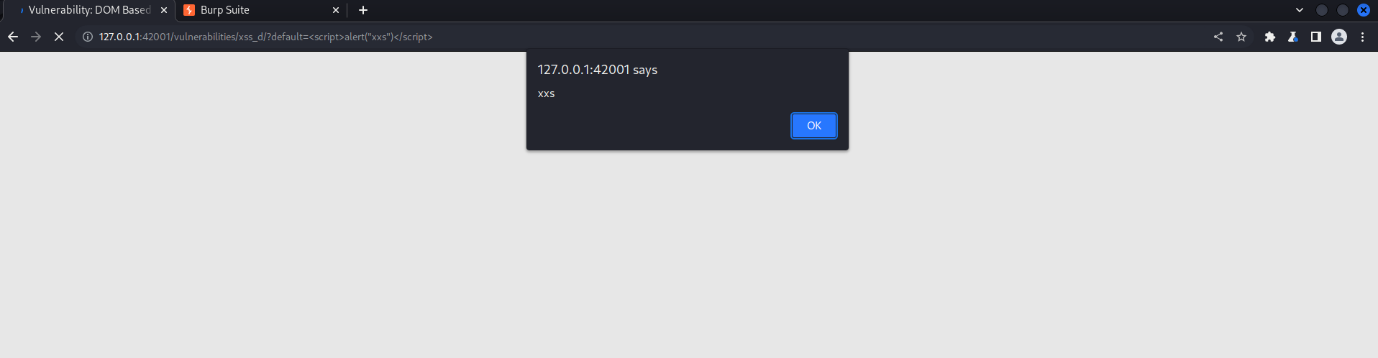 Vulnerability: DOM Based
Burp Suite
127.0.0.1:42001/vulnerabilities/xss_d/?default=<script>alert("xxs")</script>
127.0.0.1:42001 says
xxs
OK